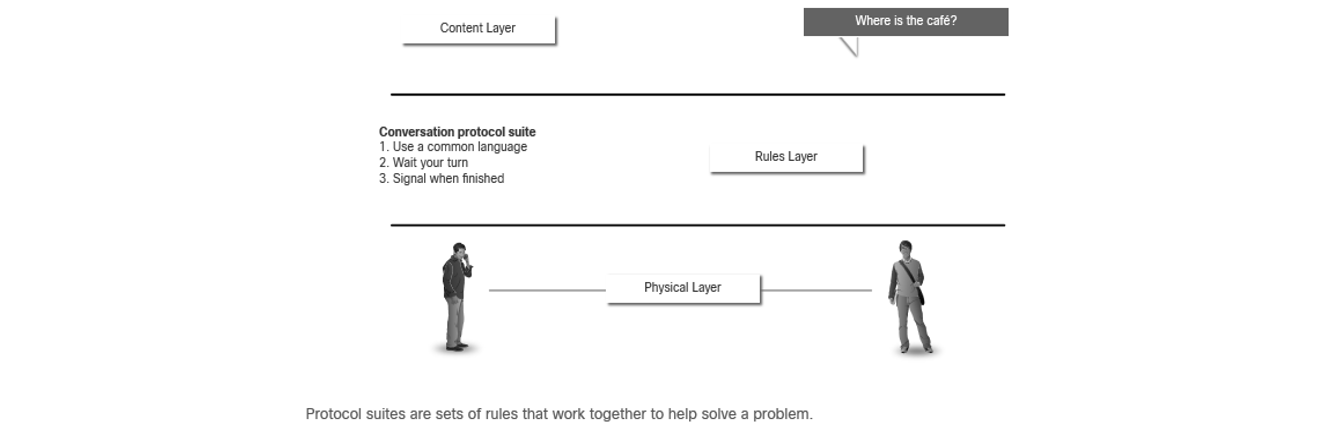 Content Layer
Where is the café?
Conversation protocol suite
1. Use a common language
2. Wait your turn
3. Signal when finished
Rules Layer
Physical Layer
Protocol suites are sets of rules that work together to help solve a problem.